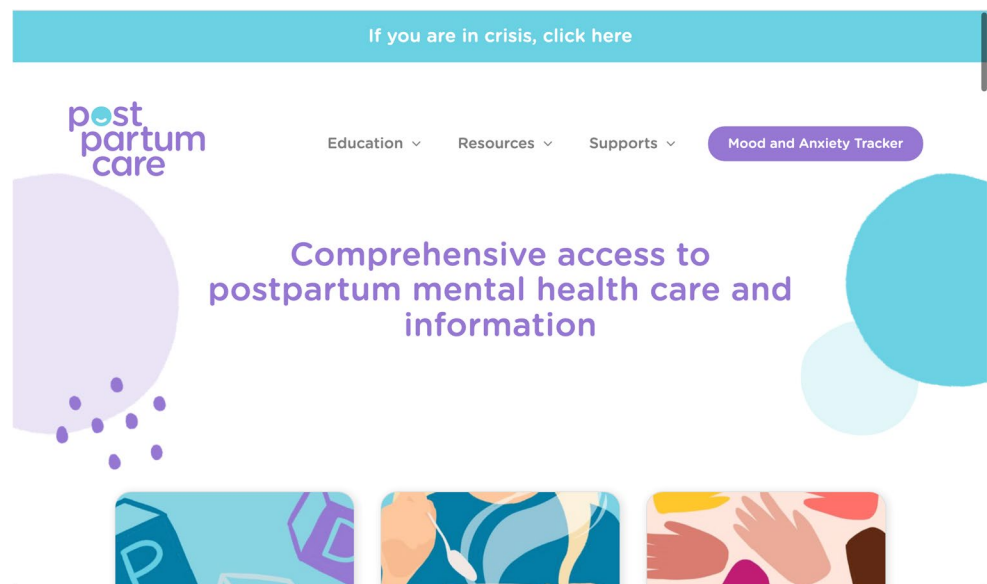 If you are in crisis, click here
post
partum
care
Education
Resources
Supports
Mood and Anxiety Tracker
Comprehensive access to
postpartum mental health care and
information
P
D